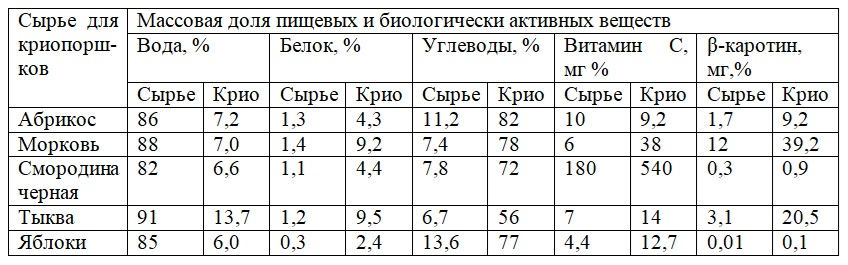 Сырье для криопорш-ков | Массовая доля пищевых и биологически активных веществ
Вода, % | Белок, % | Углеводы, % | Витамин С, мг % | β-каротин, мг,%
Сырье | Крио | Сырье | Крио | Сырье | Крио | Сырье | Крио | Сырье | Крио
Абрикос | 86 | 7,2 | 1,3 | 4,3 | 11,2 | 82 | 10 | 9,2 | 1,7 | 9,2
Морковь | 88 | 7,0 | 1,4 | 9,2 | 7,4 | 78 | 6 | 38 | 12 | 39,2
Смородина черная | 82 | 6,6 | 1,1 | 4,4 | 7,8 | 72 | 180 | 540 | 0,3 | 0,9
Тыква | 91 | 13,7 | 1,2 | 9,5 | 6,7 | 56 | 7 | 14 | 3,1 | 20,5
Яблоки | 85 | 6,0 | 0,3 | 2,4 | 13,6 | 77 | 4,4 | 12,7 | 0,01 | 0,1